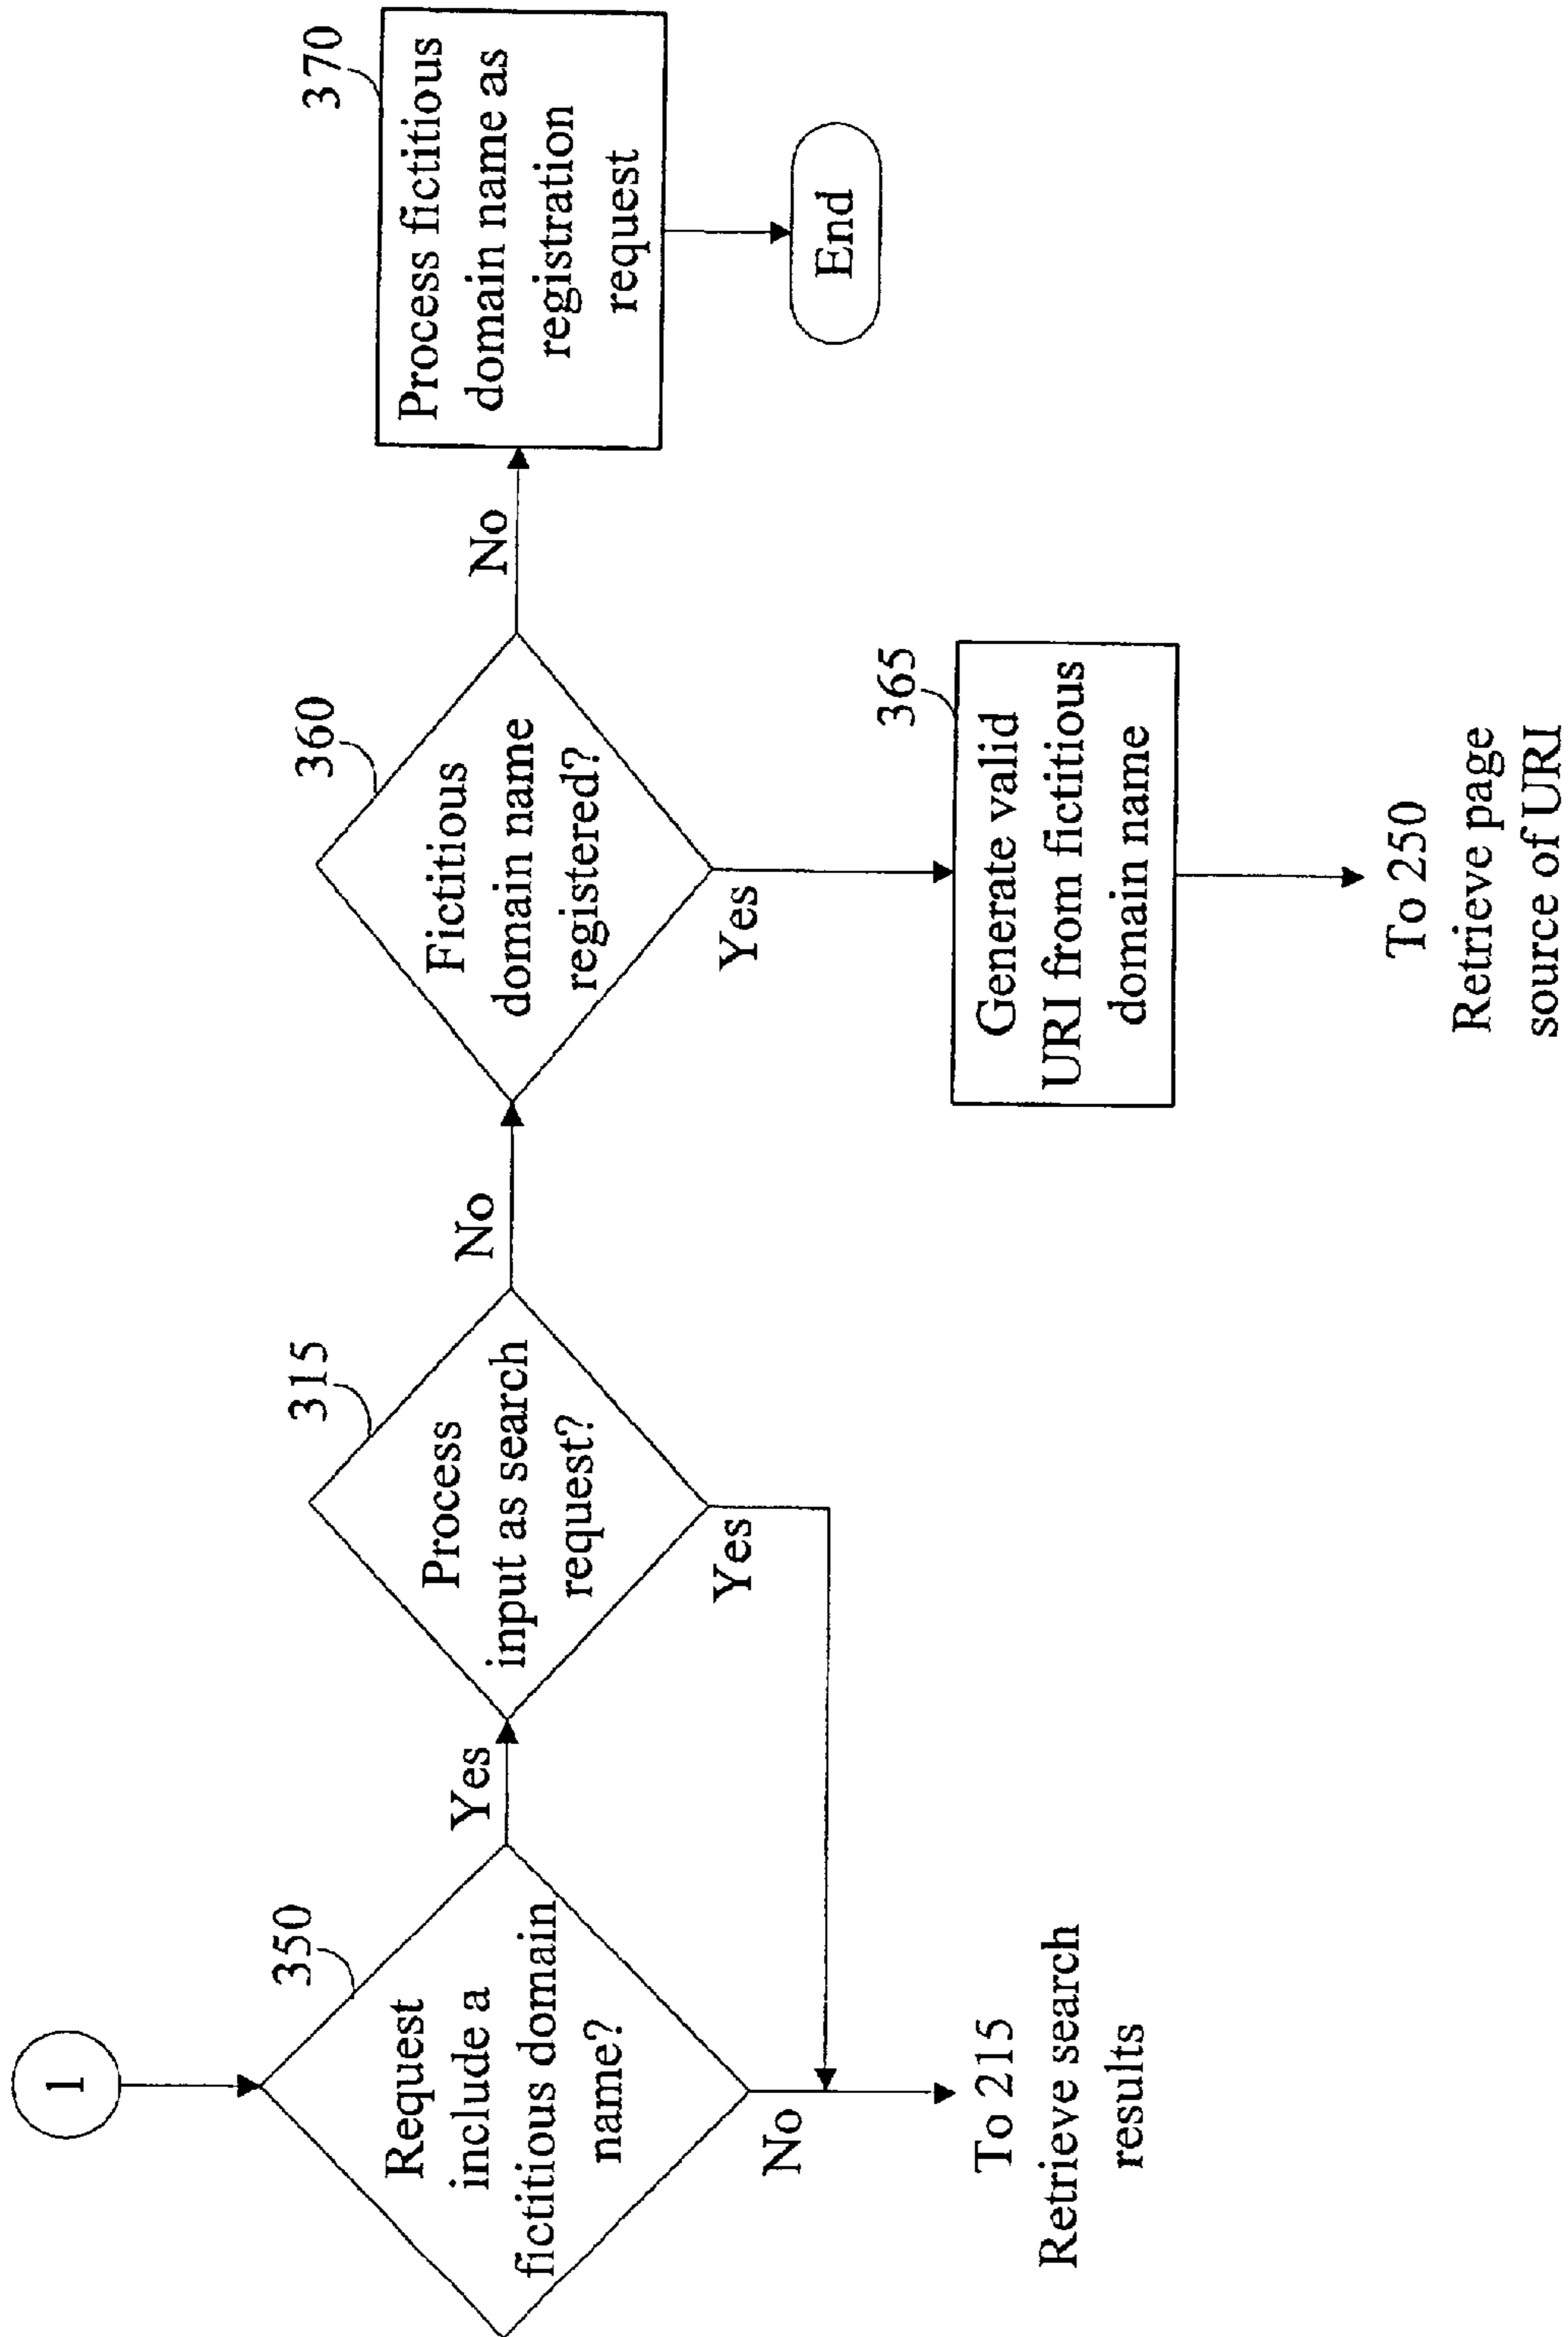 1
350
Request
include a
fictitious domain
name?
Yes
No
To 215
Retrieve search
results
315
Process
input as search
request?
Yes
No
360
Fictitious
domain name
registered?
Yes
No
365
Generate valid
URI from fictitious
domain name
To 250
Retrieve page
source of URI
370
Process fictitious
domain name as
registration
request
End